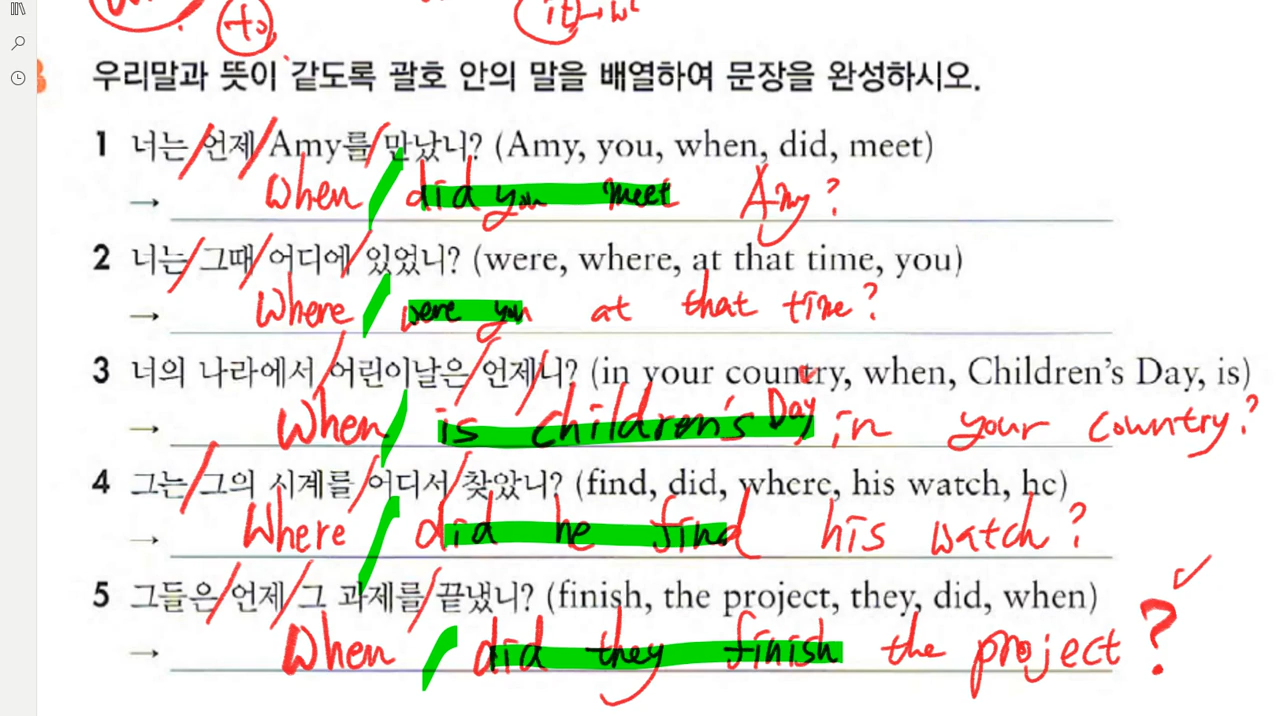 to it → w
우리말과 뜻이 같도록 괄호 안의 말을 배열하여 문장을 완성하시오.
1 너는/언제/Amy를/만났니? (Amy, you, when, did, meet)
→ When / did you meet Amy?
2 너는/그때/어디에/있었니? (were, where, at that time, you)
→ Where / were you at that time?
3 너의 나라에서/어린이날은/언제/니? (in your country, when, Children's Day, is)
→ When / is children's Day in your country?
4 그는/그의 시계를/어디서/찾았니? (find, did, where, his watch, he)
→ Where / did he find his watch?
5 그들은/언제/그 과제를/끝냈니? (finish, the project, they, did, when)
→ When / did they finish the project?